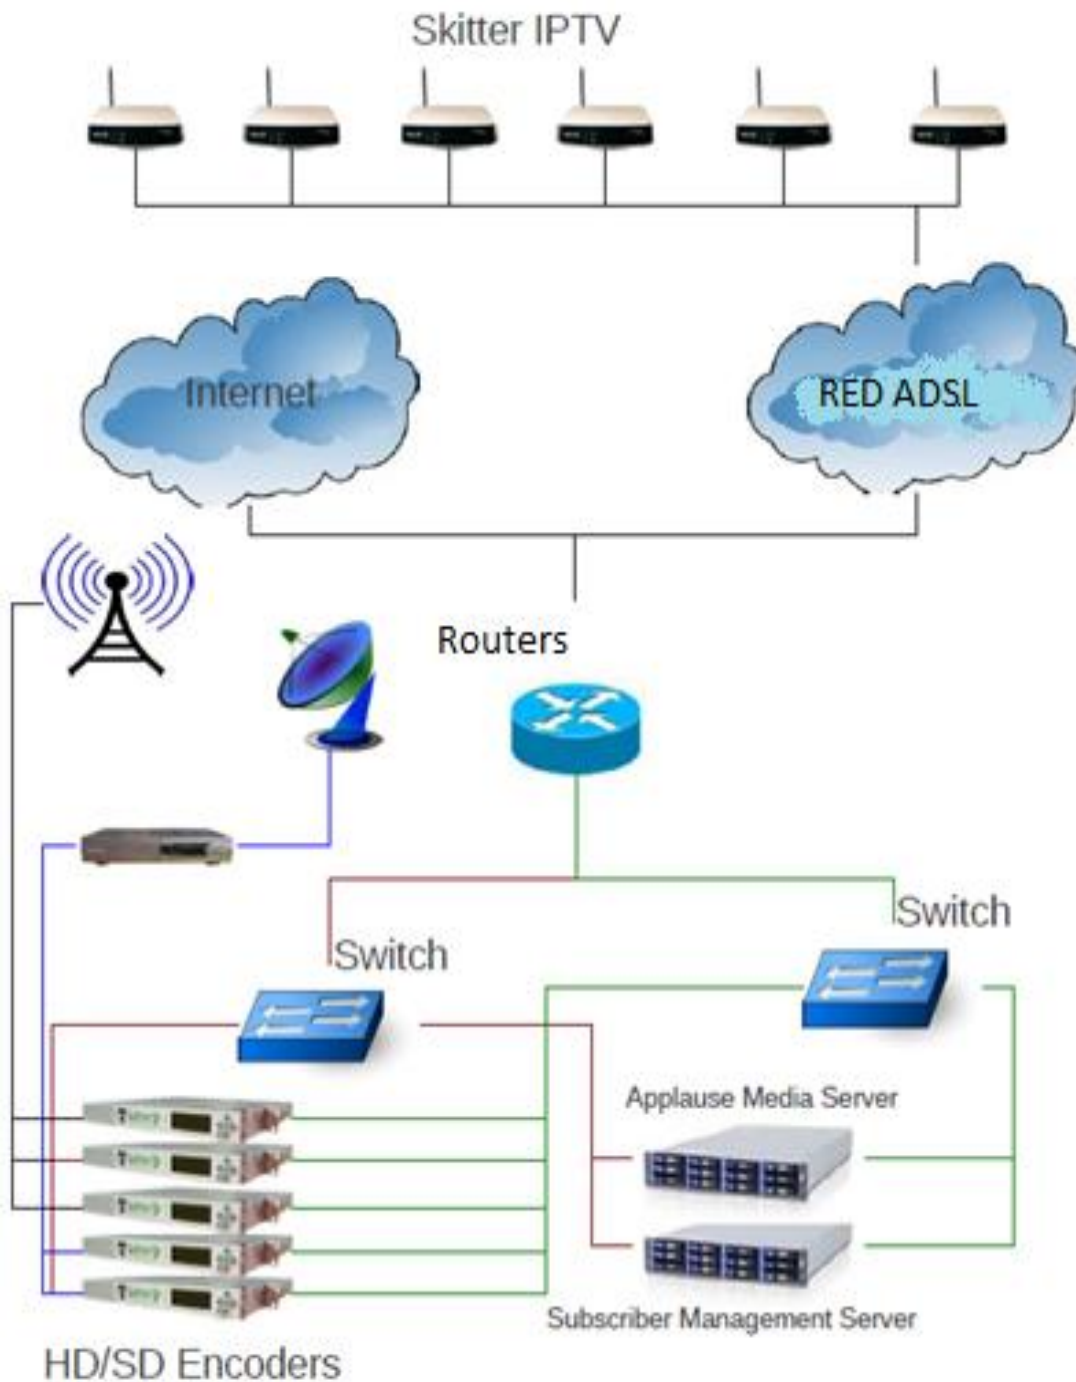 Skitter IPTV
Internet
RED ADSL
Routers
Switch
Switch
Applause Media Server
Subscriber Management Server
HD/SD Encoders